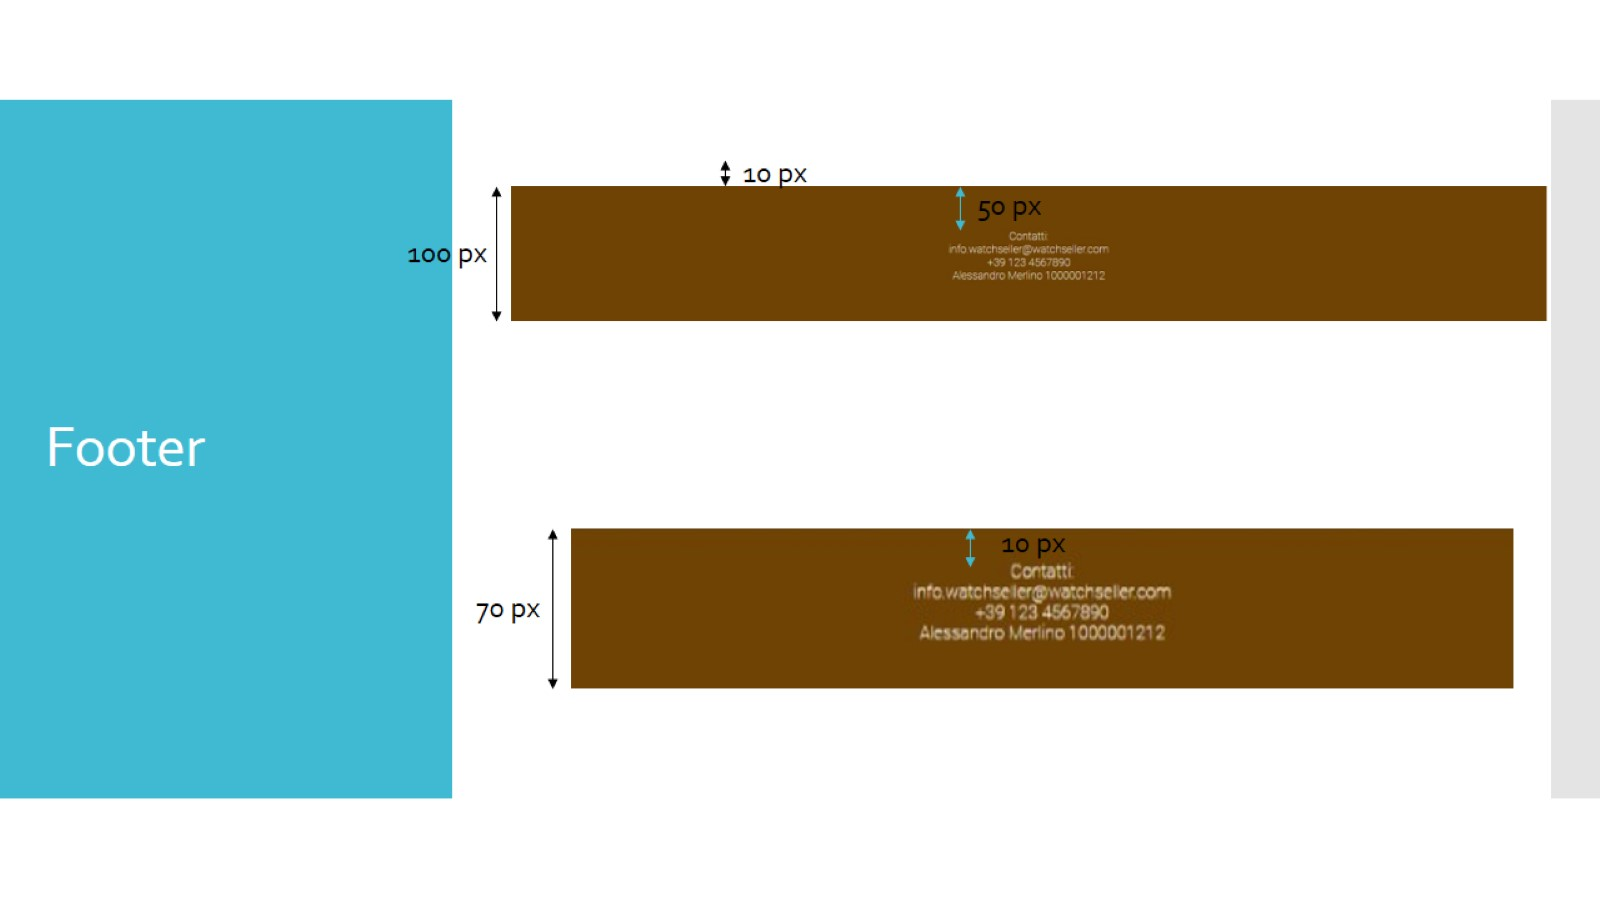 Footer
10 px
100 px
50 px
Contatti:
info.watchseller@watchseller.com
+39 123 4567890
Alessandro Merlino 1000001212
70 px
10 px
Contatti:
info.watchseller@watchseller.com
+39 123 4567890
Alessandro Merlino 1000001212